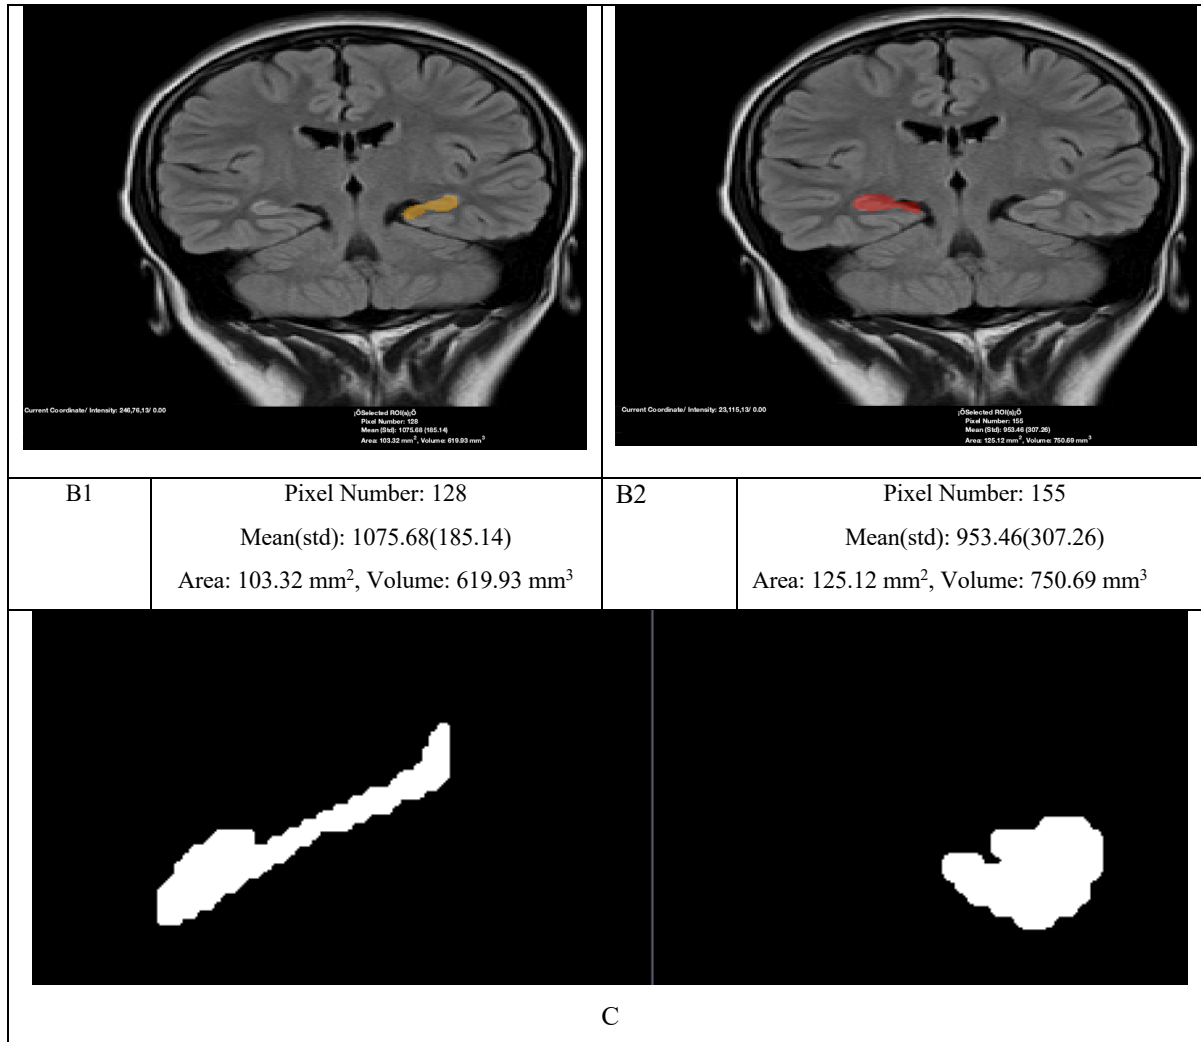 Current Coordinate/ Intensity: 246,76,13/ 0.00
¡ÖSelected ROI(s)¡Ö
Pixel Number: 128
Mean (Std): 1075.68 (185.14)
Area: 103.32 mm², Volume: 619.93 mm³
Current Coordinate/ Intensity: 23,115,13/ 0.00
¡ÖSelected ROI(s)¡Ö
Pixel Number: 155
Mean (Std): 953.46 (307.26)
Area: 125.12 mm², Volume: 750.69 mm³
B1
Pixel Number: 128
Mean(std): 1075.68(185.14)
Area: 103.32 mm², Volume: 619.93 mm³
B2
Pixel Number: 155
Mean(std): 953.46(307.26)
Area: 125.12 mm², Volume: 750.69 mm³
C